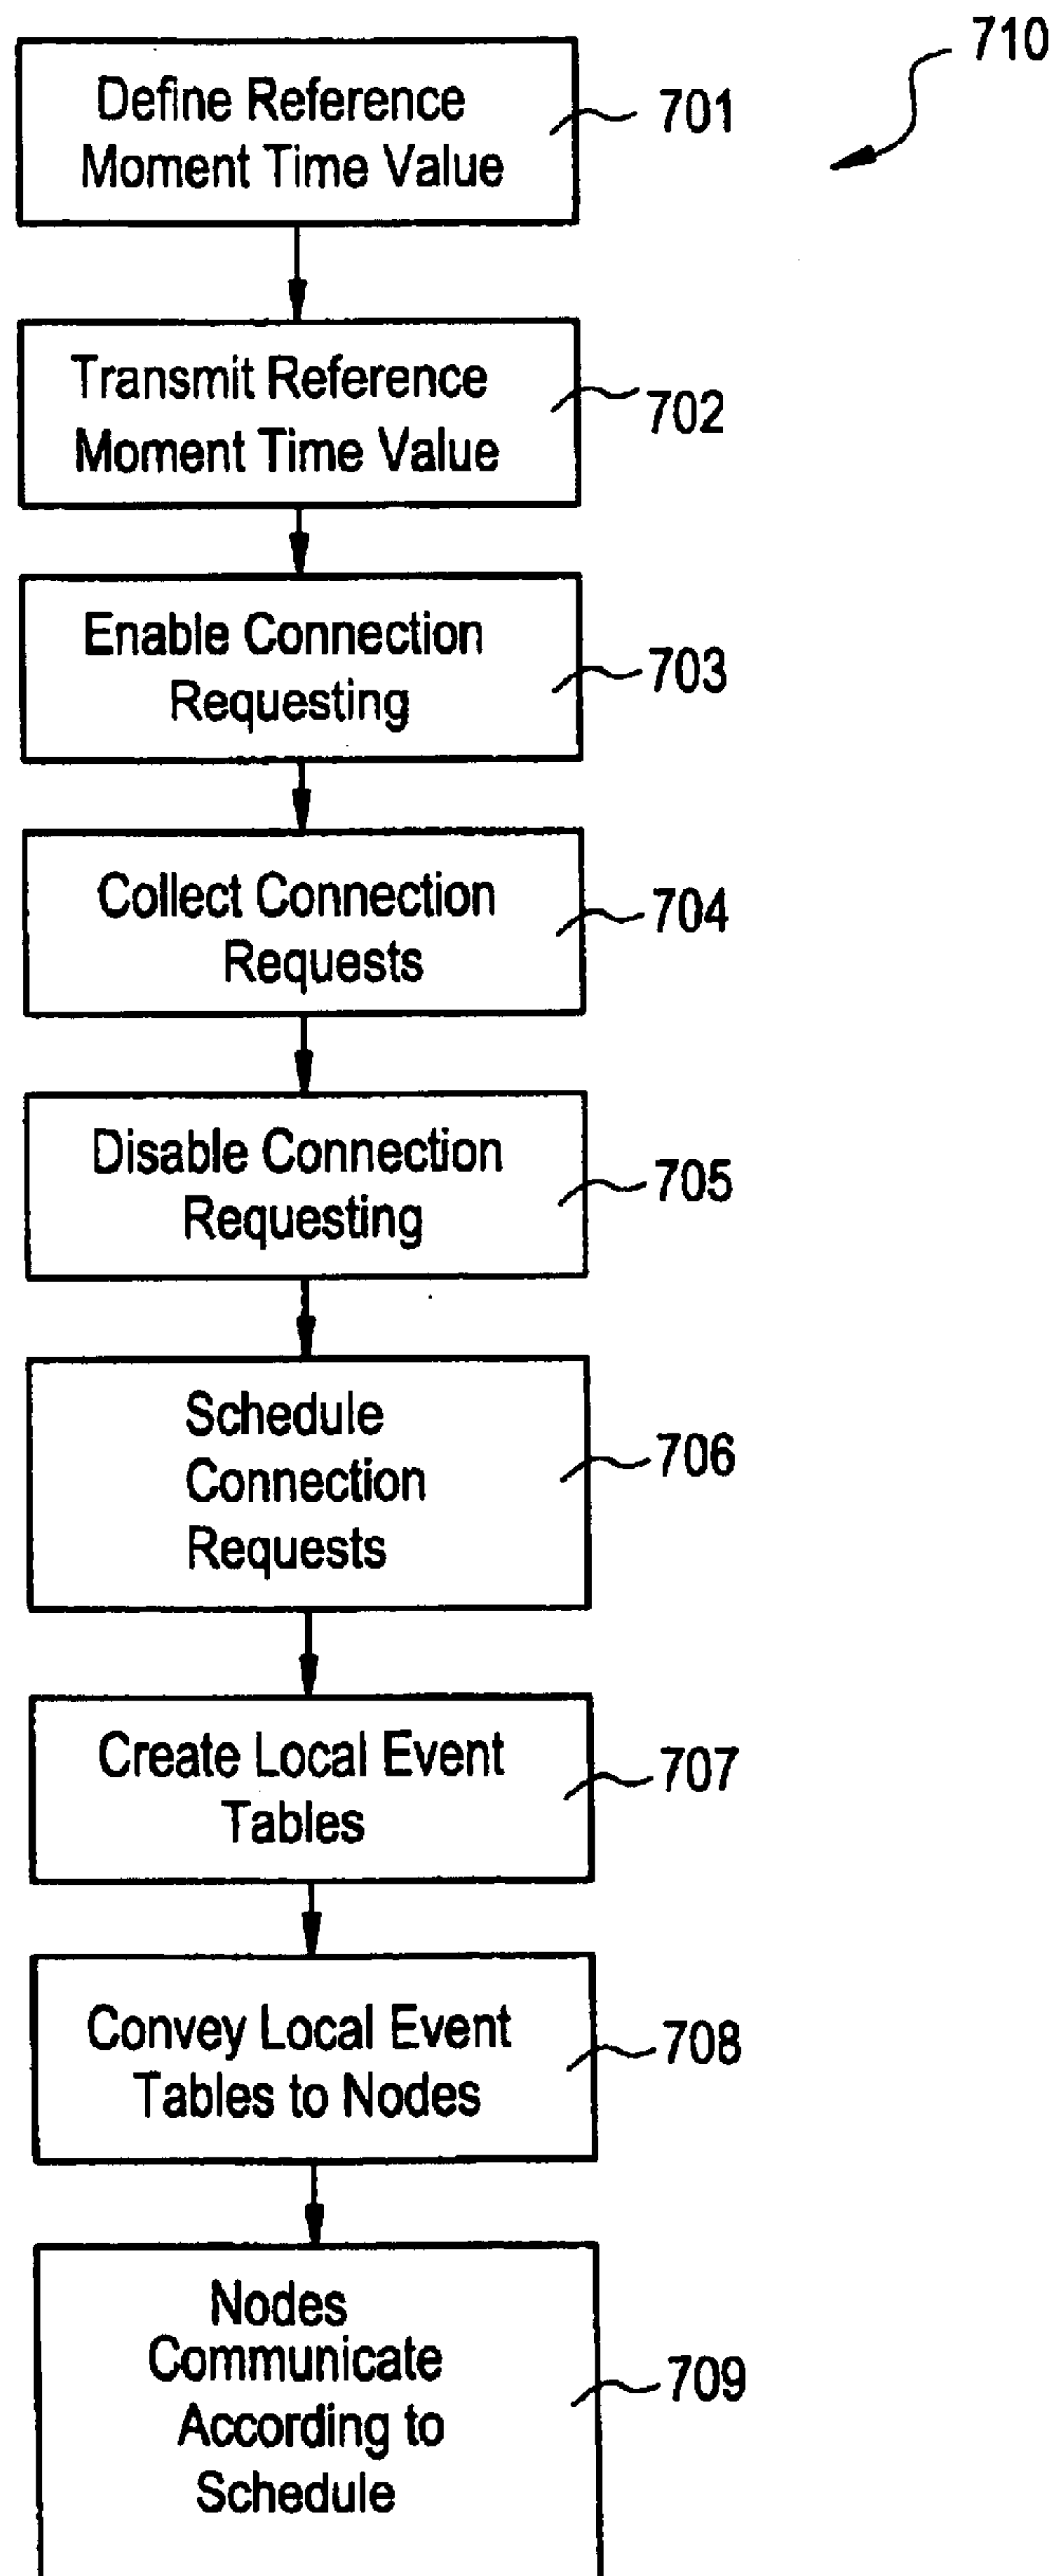 710
Define Reference
Moment Time Value
701
Transmit Reference
Moment Time Value
702
Enable Connection
Requesting
703
Collect Connection
Requests
704
Disable Connection
Requesting
705
Schedule
Connection
Requests
706
Create Local Event
Tables
707
Convey Local Event
Tables to Nodes
708
Nodes
Communicate
According to
Schedule
709